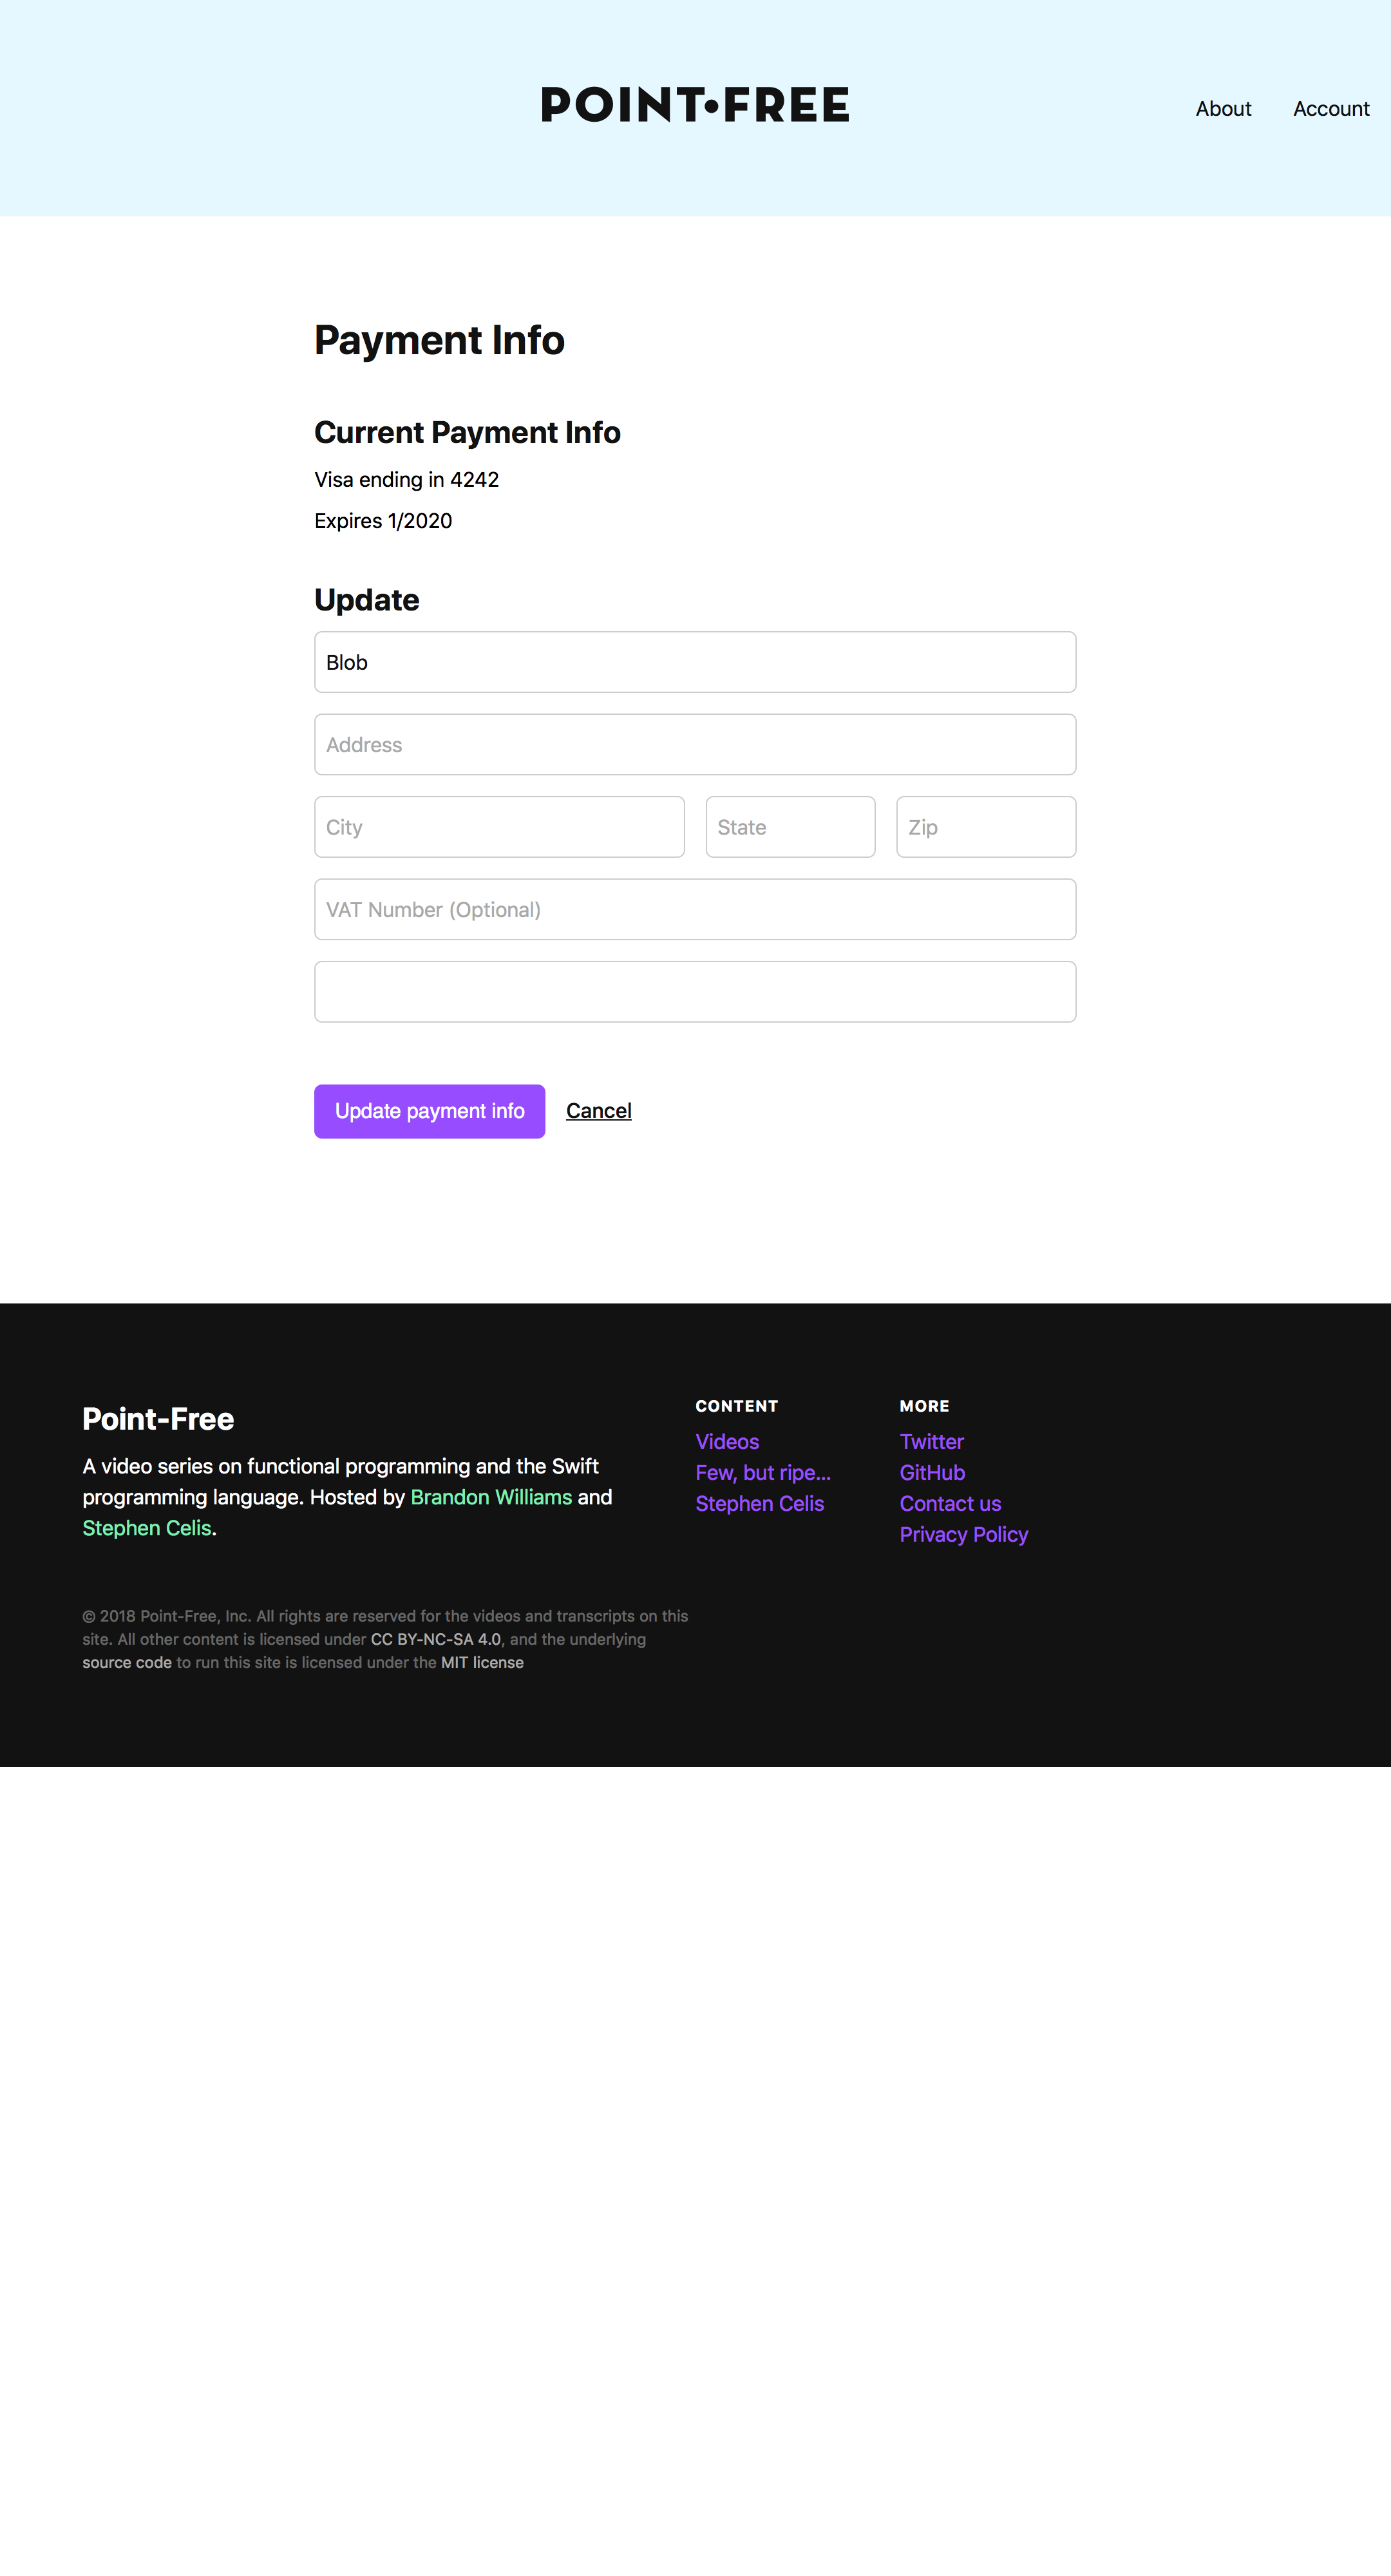 POINT•FREE
About
Account
Payment Info
Current Payment Info
Visa ending in 4242
Expires 1/2020
Update
Blob
Address
City
State
Zip
VAT Number (Optional)
Update payment info
Cancel
Point-Free
A video series on functional programming and the Swift
programming language. Hosted by Brandon Williams and
Stephen Celis.
CONTENT
Videos
Few, but ripe...
Stephen Celis
MORE
Twitter
GitHub
Contact us
Privacy Policy
© 2018 Point-Free, Inc. All rights are reserved for the videos and transcripts on this
site. All other content is licensed under CC BY-NC-SA 4.0, and the underlying
source code to run this site is licensed under the MIT license